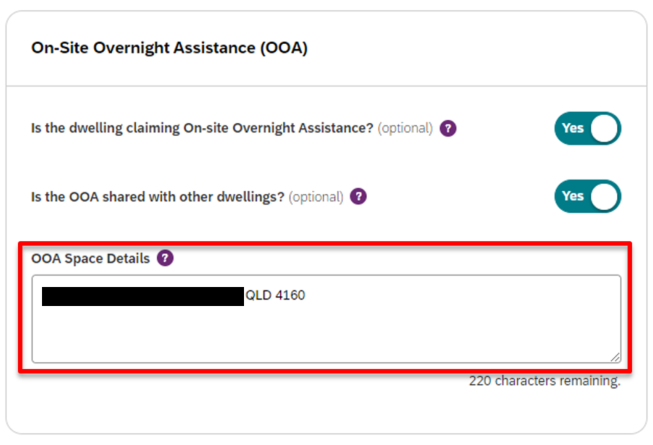 On-Site Overnight Assistance (OOA)
Is the dwelling claiming On-site Overnight Assistance? (optional) ?
Yes
Is the OOA shared with other dwellings? (optional) ?
Yes
OOA Space Details ?
QLD 4160
220 characters remaining.